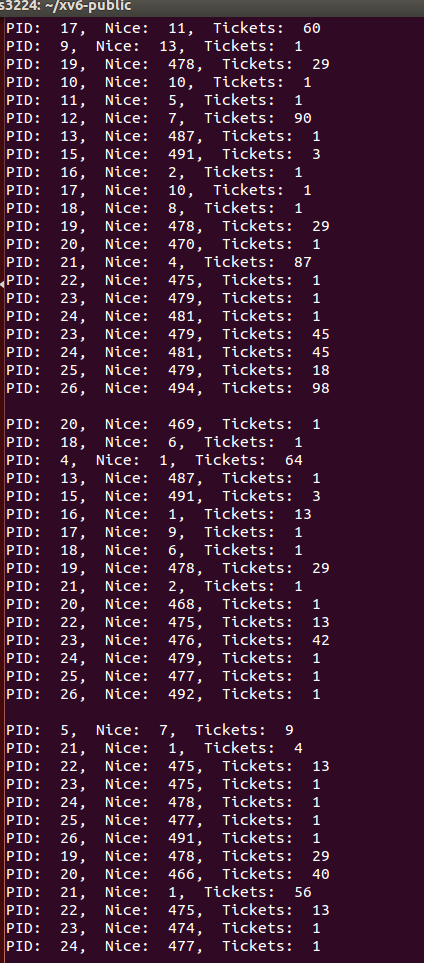 s3224: ~/xv6-public
PID:  17,  Nice:  11,  Tickets:  60
PID:  9,  Nice:  13,  Tickets:  1
PID:  19,  Nice:  478,  Tickets:  29
PID:  10,  Nice:  10,  Tickets:  1
PID:  11,  Nice:  5,  Tickets:  1
PID:  12,  Nice:  7,  Tickets:  90
PID:  13,  Nice:  487,  Tickets:  1
PID:  15,  Nice:  491,  Tickets:  3
PID:  16,  Nice:  2,  Tickets:  1
PID:  17,  Nice:  10,  Tickets:  1
PID:  18,  Nice:  8,  Tickets:  1
PID:  19,  Nice:  478,  Tickets:  29
PID:  20,  Nice:  470,  Tickets:  1
PID:  21,  Nice:  4,  Tickets:  87
PID:  22,  Nice:  475,  Tickets:  1
PID:  23,  Nice:  479,  Tickets:  1
PID:  24,  Nice:  481,  Tickets:  1
PID:  23,  Nice:  479,  Tickets:  45
PID:  24,  Nice:  481,  Tickets:  45
PID:  25,  Nice:  479,  Tickets:  18
PID:  26,  Nice:  494,  Tickets:  98

PID:  20,  Nice:  469,  Tickets:  1
PID:  18,  Nice:  6,  Tickets:  1
PID:  4,  Nice:  1,  Tickets:  64
PID:  13,  Nice:  487,  Tickets:  1
PID:  15,  Nice:  491,  Tickets:  3
PID:  16,  Nice:  1,  Tickets:  13
PID:  17,  Nice:  9,  Tickets:  1
PID:  18,  Nice:  6,  Tickets:  1
PID:  19,  Nice:  478,  Tickets:  29
PID:  21,  Nice:  2,  Tickets:  1
PID:  20,  Nice:  468,  Tickets:  1
PID:  22,  Nice:  475,  Tickets:  13
PID:  23,  Nice:  476,  Tickets:  42
PID:  24,  Nice:  479,  Tickets:  1
PID:  25,  Nice:  477,  Tickets:  1
PID:  26,  Nice:  492,  Tickets:  1

PID:  5,  Nice:  7,  Tickets:  9
PID:  21,  Nice:  1,  Tickets:  4
PID:  22,  Nice:  475,  Tickets:  13
PID:  23,  Nice:  475,  Tickets:  1
PID:  24,  Nice:  478,  Tickets:  1
PID:  25,  Nice:  477,  Tickets:  1
PID:  26,  Nice:  491,  Tickets:  1
PID:  19,  Nice:  478,  Tickets:  29
PID:  20,  Nice:  466,  Tickets:  40
PID:  21,  Nice:  1,  Tickets:  56
PID:  22,  Nice:  475,  Tickets:  13
PID:  23,  Nice:  474,  Tickets:  1
PID:  24,  Nice:  477,  Tickets:  1